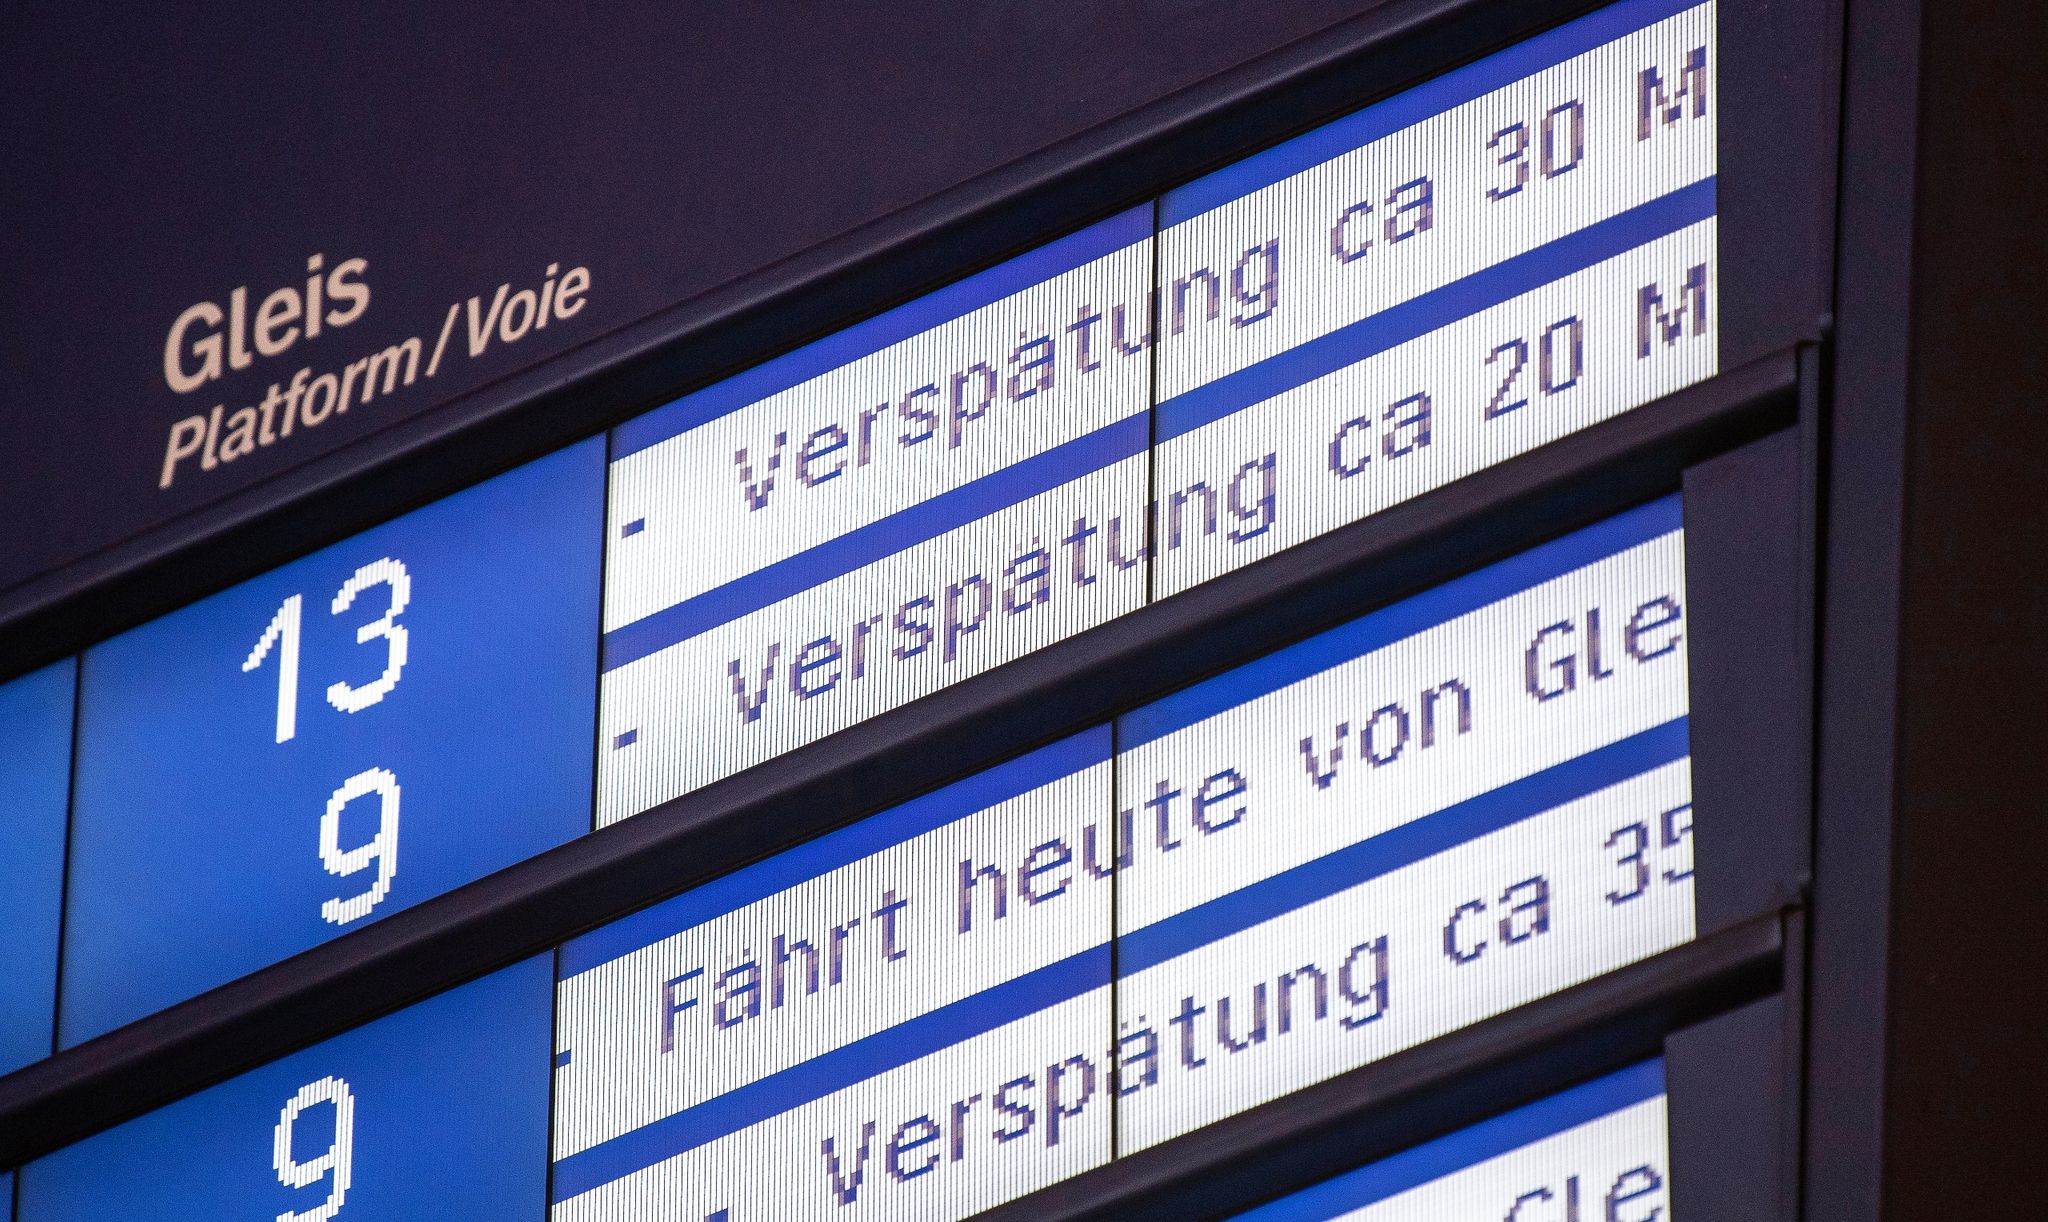 Gleis
Platform / Voie
13 - Verspätung ca 30 M
9 - Verspätung ca 20 M
9 - Fährt heute von Gle
- Verspätung ca 35
Gle